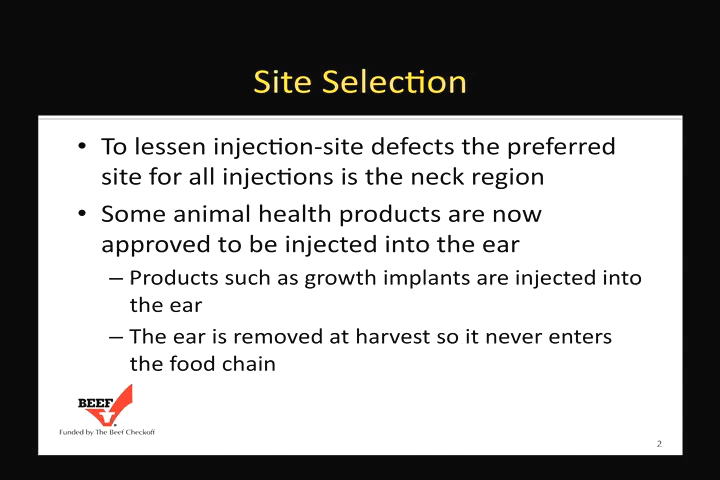 Site Selection
• To lessen injection-site defects the preferred
site for all injections is the neck region
• Some animal health products are now
approved to be injected into the ear
– Products such as growth implants are injected into
the ear
– The ear is removed at harvest so it never enters
the food chain
BEEF
Funded by The Beef Checkoff
2